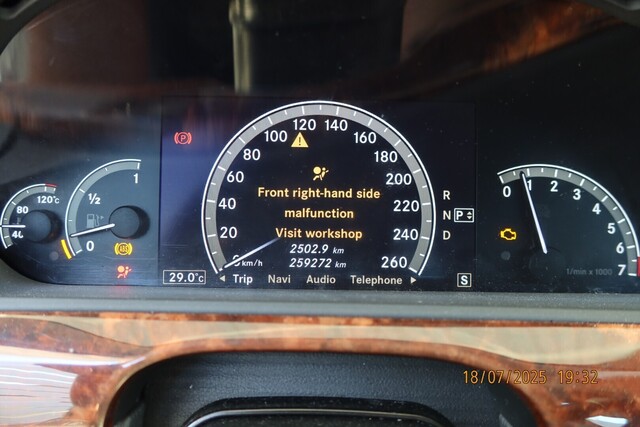 120°C
80
40
1
½
0
(P)
ABS
20
40
60
80
100
120
140
160
180
200
220
240
260
km/h
Front right-hand side
malfunction
Visit workshop
2502.9 km
259272 km
29.0°C
Trip Navi Audio Telephone
R
N P
D
S
0
1
2
3
4
5
6
7
1/min x 1000
18/07/2025 19:32